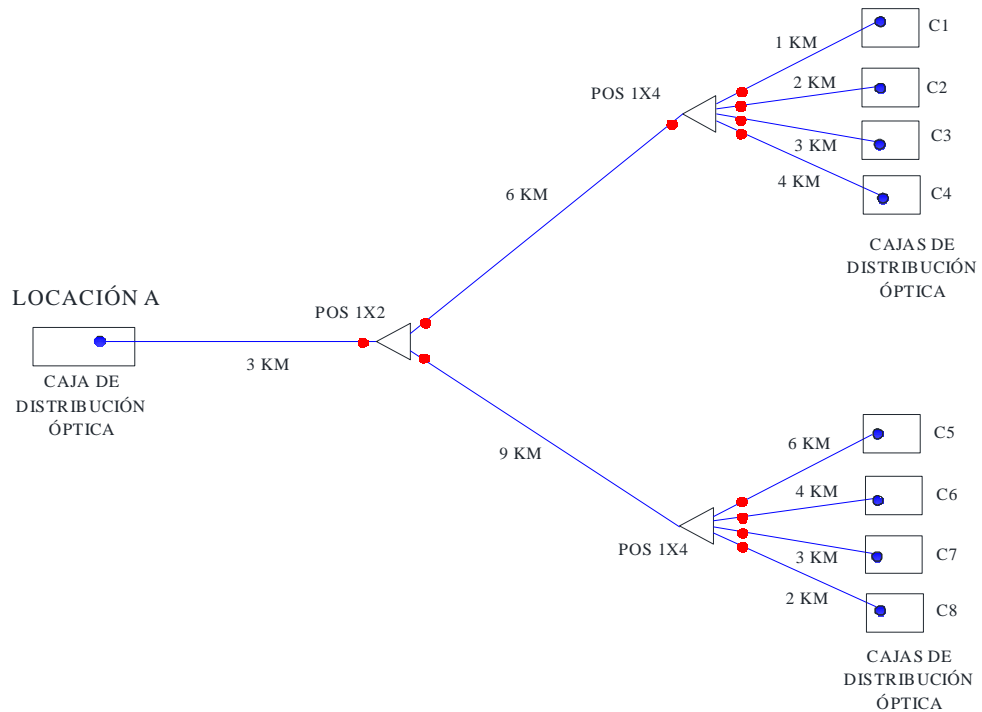 C1
1 KM
2 KM
POS 1X4
C2
C3
3 KM
4 KM
C4
6 KM
CAJAS DE
DISTRIBUCIÓN
ÓPTICA
LOCACIÓN A
POS 1X2
3 KM
CAJA DE
DISTRIBUCIÓN
ÓPTICA
9 KM
6 KM
C5
4 KM
C6
POS 1X4
3 KM
C7
2 KM
C8
CAJAS DE
DISTRIBUCIÓN
ÓPTICA